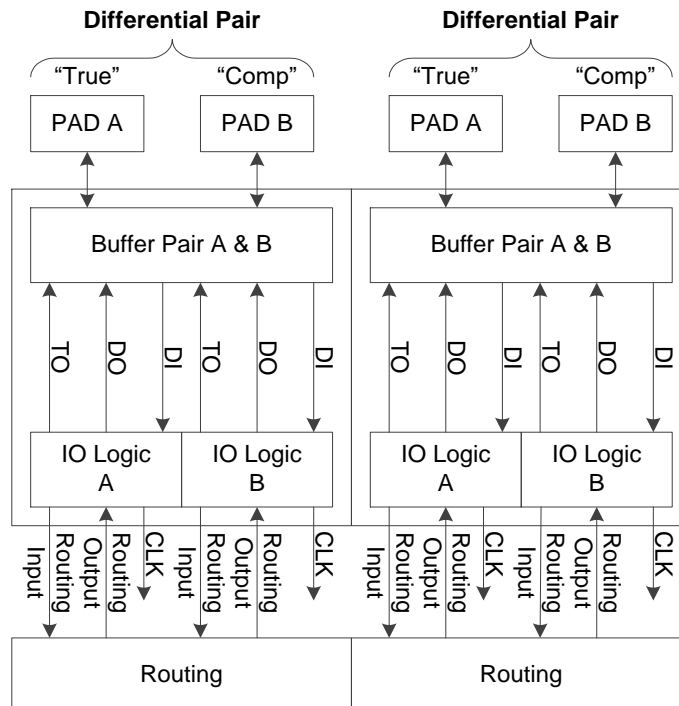 Differential Pair
Differential Pair
“True”
“Comp”
“True”
“Comp”
PAD A
PAD B
PAD A
PAD B
Buffer Pair A & B
Buffer Pair A & B
TO
DO
DI
TO
DO
DI
TO
DO
DI
TO
DO
DI
IO Logic
A
IO Logic
B
IO Logic
A
IO Logic
B
Routing
Input
Routing
Output
CLK
Routing
Input
Routing
Output
CLK
Routing
Input
Routing
Output
CLK
Routing
Input
Routing
Output
CLK
Routing
Routing